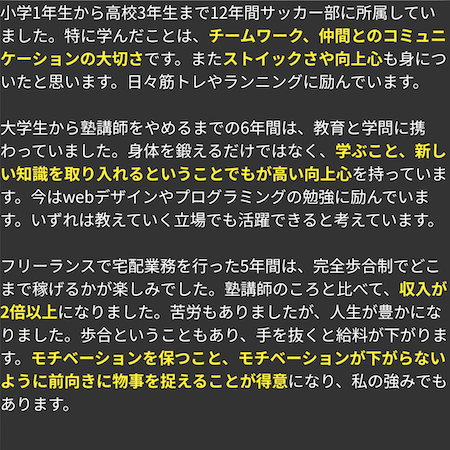 小学1年生から高校3年生まで12年間サッカー部に所属してい
ました。特に学んだことは、チームワーク、仲間とのコミュニ
ケーションの大切さです。またストイックさや向上心も身につ
いたと思います。日々筋トレやランニングに励んでいます。
大学生から塾講師をやめるまでの6年間は、教育と学問に携
わっていました。身体を鍛えるだけではなく、学ぶこと、新し
い知識を取り入れるということでもが高い向上心を持っていま
す。今はwebデザインやプログラミングの勉強に励んでいま
す。いずれは教えていく立場でも活躍できると考えています。
フリーランスで宅配業務を行った5年間は、完全歩合制でどこ
まで稼げるかが楽しみでした。塾講師のころと比べて、収入が
2倍以上になりました。苦労もありましたが、人生が豊かにな
りました。歩合ということもあり、手を抜くと給料が下がりま
す。モチベーションを保つこと、モチベーションが下がらない
ように前向きに物事を捉えることが得意になり、私の強みでも
あります。